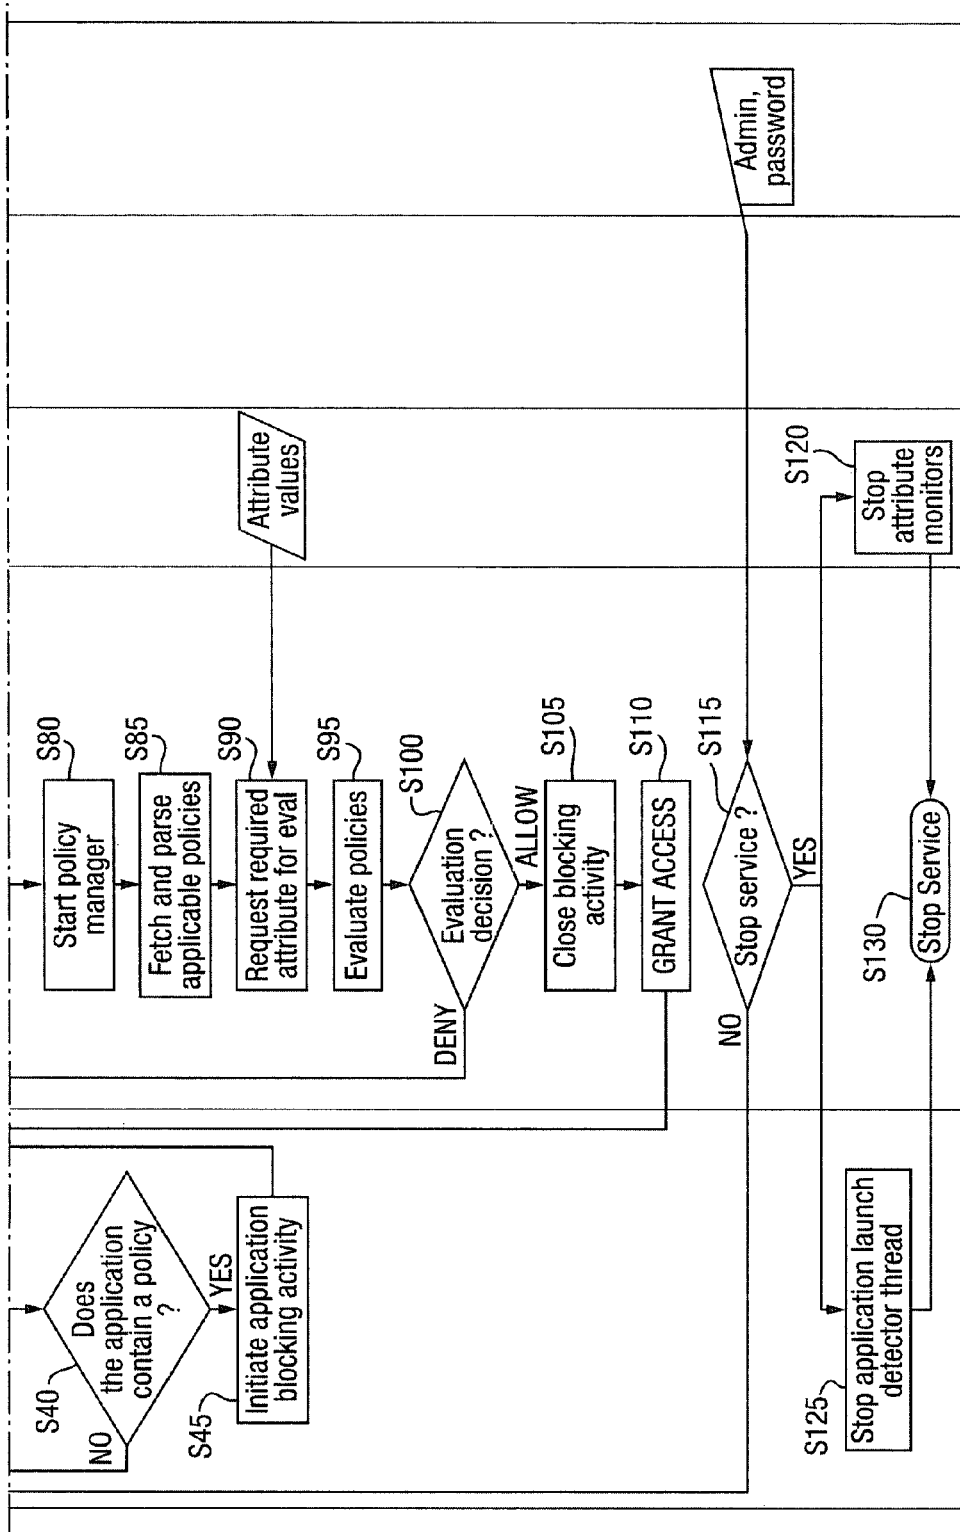 S40
Does
the application
contain a policy
?
NO
YES
S45
Initiate application
blocking activity
S80
Start policy
manager
S85
Fetch and parse
applicable policies
S90
Request required
attribute for eval
Attribute
values
S95
Evaluate policies
S100
Evaluation
decision ?
DENY
ALLOW
S105
Close blocking
activity
S110
GRANT ACCESS
S115
Stop service ?
NO
YES
Admin,
password
S120
Stop
attribute
monitors
S125
Stop application launch
detector thread
S130
Stop Service